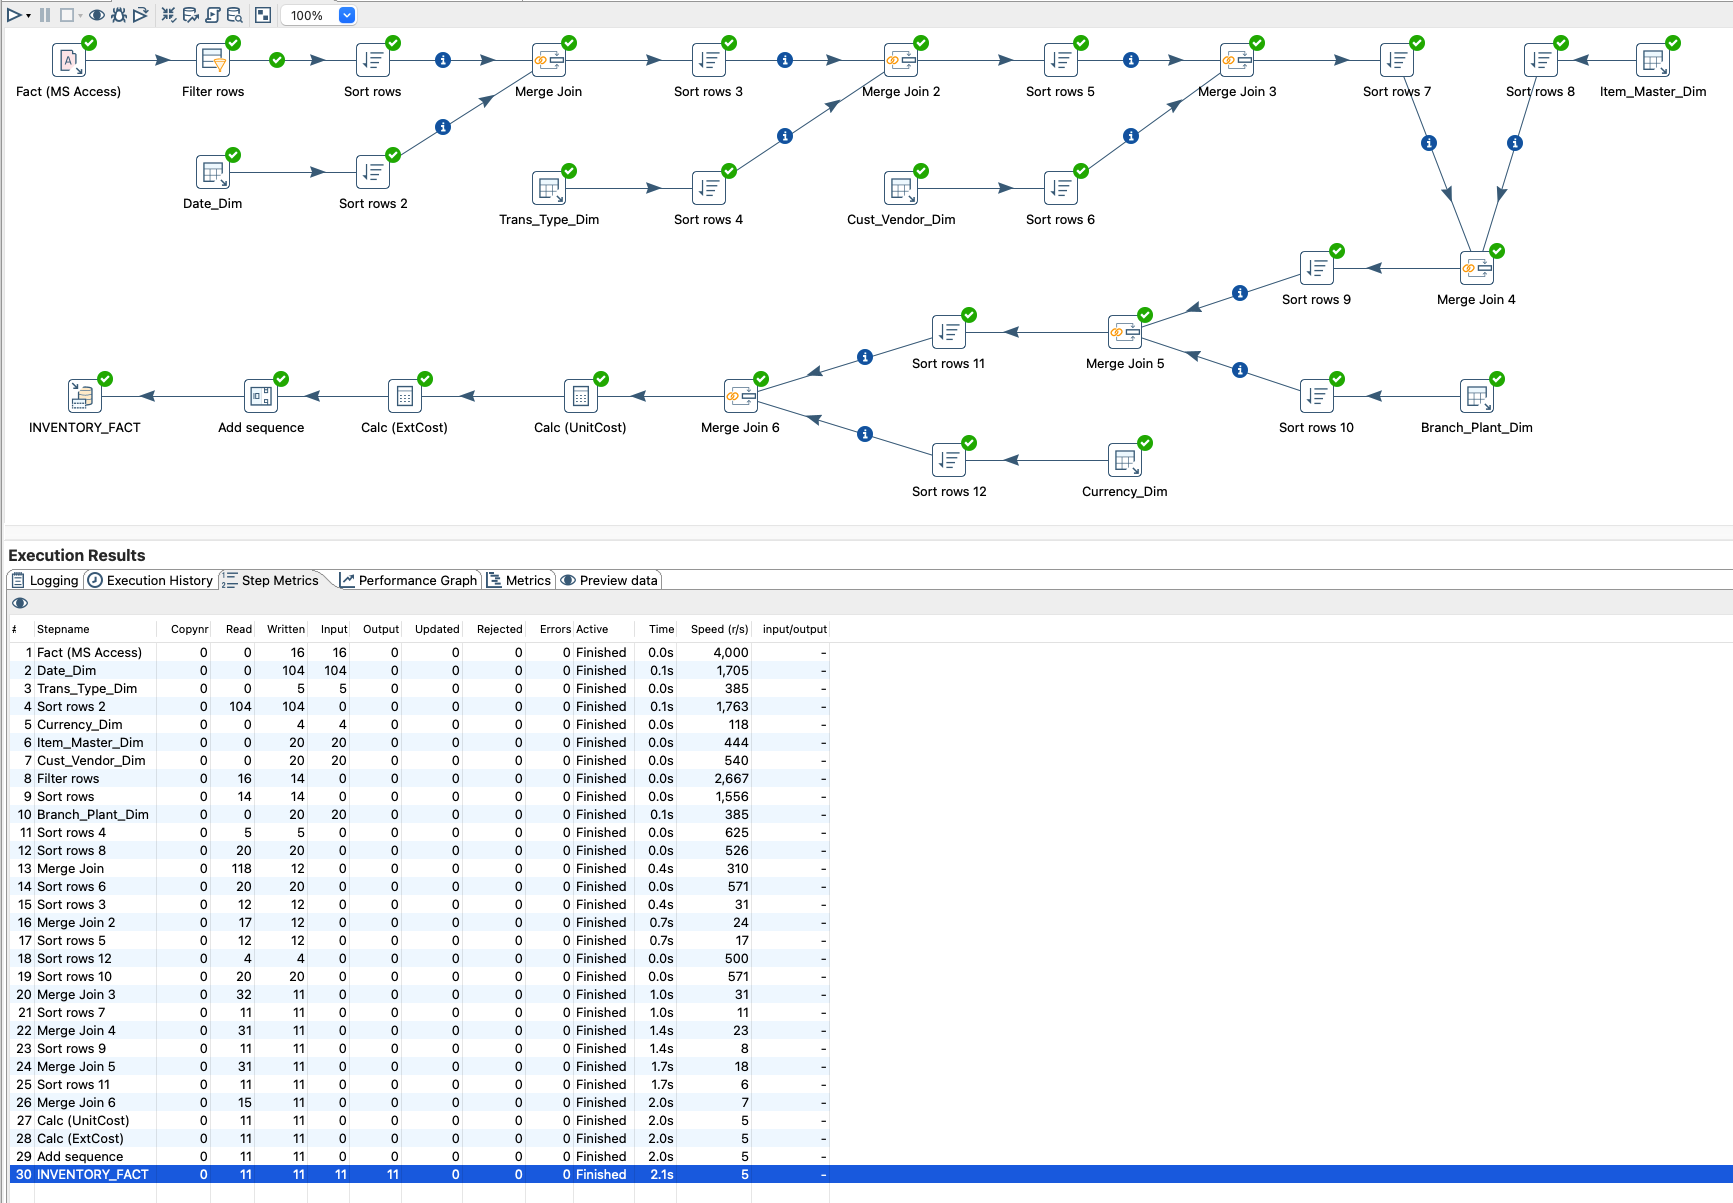 100%
Fact (MS Access) Filter rows Sort rows Merge Join Sort rows 3 Merge Join 2 Sort rows 5 Merge Join 3 Sort rows 7 Sort rows 8 Item_Master_Dim
Date_Dim Sort rows 2 Trans_Type_Dim Sort rows 4 Cust_Vendor_Dim Sort rows 6
Sort rows 9 Merge Join 4
Sort rows 11 Merge Join 5
INVENTORY_FACT Add sequence Calc (ExtCost) Calc (UnitCost) Merge Join 6 Sort rows 10 Branch_Plant_Dim
Sort rows 12 Currency_Dim
Execution Results
Logging Execution History Step Metrics Performance Graph Metrics Preview data
# Stepname Copynr Read Written Input Output Updated Rejected Errors Active Time Speed (r/s) input/output
1 Fact (MS Access) 0 0 16 16 0 0 0 0 Finished 0.0s 4,000 -
2 Date_Dim 0 0 104 104 0 0 0 0 Finished 0.1s 1,705 -
3 Trans_Type_Dim 0 0 5 5 0 0 0 0 Finished 0.0s 385 -
4 Sort rows 2 0 104 104 0 0 0 0 0 Finished 0.1s 1,763 -
5 Currency_Dim 0 0 4 4 0 0 0 0 Finished 0.0s 118 -
6 Item_Master_Dim 0 0 20 20 0 0 0 0 Finished 0.0s 444 -
7 Cust_Vendor_Dim 0 0 20 20 0 0 0 0 Finished 0.0s 540 -
8 Filter rows 0 16 14 0 0 0 0 0 Finished 0.0s 2,667 -
9 Sort rows 0 14 14 0 0 0 0 0 Finished 0.0s 1,556 -
10 Branch_Plant_Dim 0 0 20 20 0 0 0 0 Finished 0.1s 385 -
11 Sort rows 4 0 5 5 0 0 0 0 0 Finished 0.0s 625 -
12 Sort rows 8 0 20 20 0 0 0 0 0 Finished 0.0s 526 -
13 Merge Join 0 118 12 0 0 0 0 0 Finished 0.4s 310 -
14 Sort rows 6 0 20 20 0 0 0 0 0 Finished 0.0s 571 -
15 Sort rows 3 0 12 12 0 0 0 0 0 Finished 0.4s 31 -
16 Merge Join 2 0 17 12 0 0 0 0 0 Finished 0.7s 24 -
17 Sort rows 5 0 12 12 0 0 0 0 0 Finished 0.7s 17 -
18 Sort rows 12 0 4 4 0 0 0 0 0 Finished 0.0s 500 -
19 Sort rows 10 0 20 20 0 0 0 0 0 Finished 0.0s 571 -
20 Merge Join 3 0 32 11 0 0 0 0 0 Finished 1.0s 31 -
21 Sort rows 7 0 11 11 0 0 0 0 0 Finished 1.0s 11 -
22 Merge Join 4 0 31 11 0 0 0 0 0 Finished 1.4s 23 -
23 Sort rows 9 0 11 11 0 0 0 0 0 Finished 1.4s 8 -
24 Merge Join 5 0 31 11 0 0 0 0 0 Finished 1.7s 18 -
25 Sort rows 11 0 11 11 0 0 0 0 0 Finished 1.7s 6 -
26 Merge Join 6 0 15 11 0 0 0 0 0 Finished 2.0s 7 -
27 Calc (UnitCost) 0 11 11 0 0 0 0 0 Finished 2.0s 5 -
28 Calc (ExtCost) 0 11 11 0 0 0 0 0 Finished 2.0s 5 -
29 Add sequence 0 11 11 0 0 0 0 0 Finished 2.0s 5 -
30 INVENTORY_FACT 0 11 11 11 11 0 0 0 Finished 2.1s 5 -